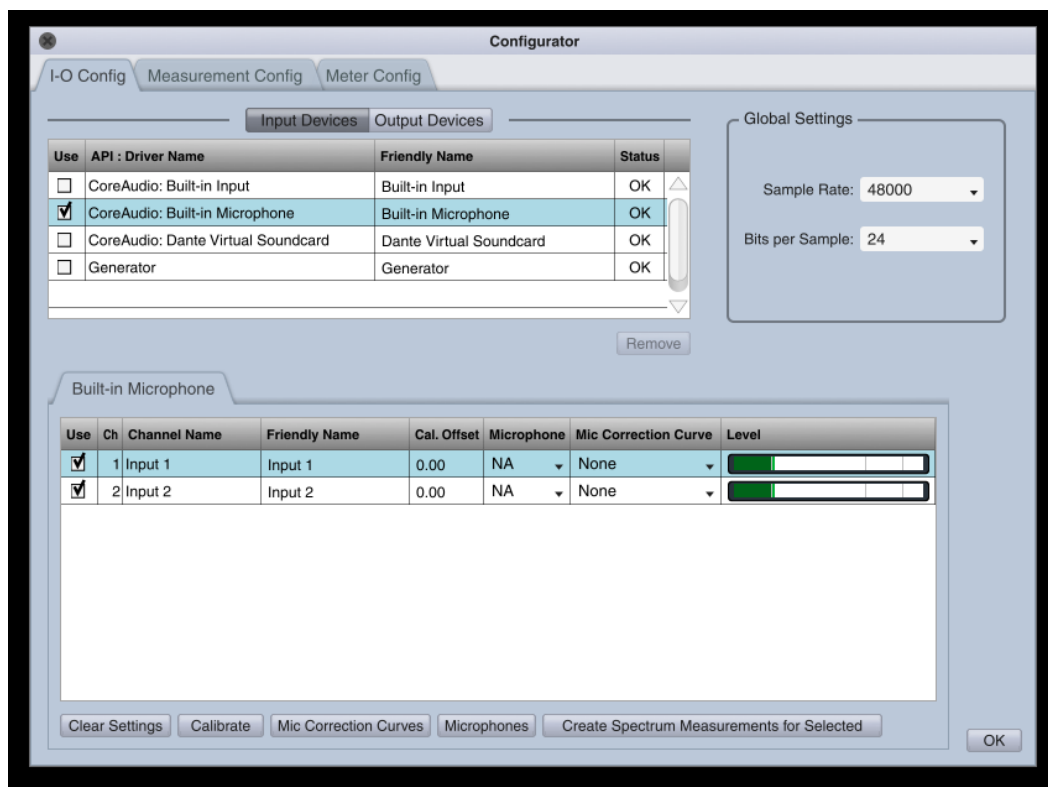 Configurator
I-O Config Measurement Config Meter Config
Input Devices Output Devices
Global Settings
Use API : Driver Name Friendly Name Status
CoreAudio: Built-in Input Built-in Input OK
CoreAudio: Built-in Microphone Built-in Microphone OK
CoreAudio: Dante Virtual Soundcard Dante Virtual Soundcard OK
Generator Generator OK
Sample Rate: 48000
Bits per Sample: 24
Remove
Built-in Microphone
Use Ch Channel Name Friendly Name Cal. Offset Microphone Mic Correction Curve Level
1 Input 1 Input 1 0.00 NA None
2 Input 2 Input 2 0.00 NA None
Clear Settings Calibrate Mic Correction Curves Microphones Create Spectrum Measurements for Selected
OK